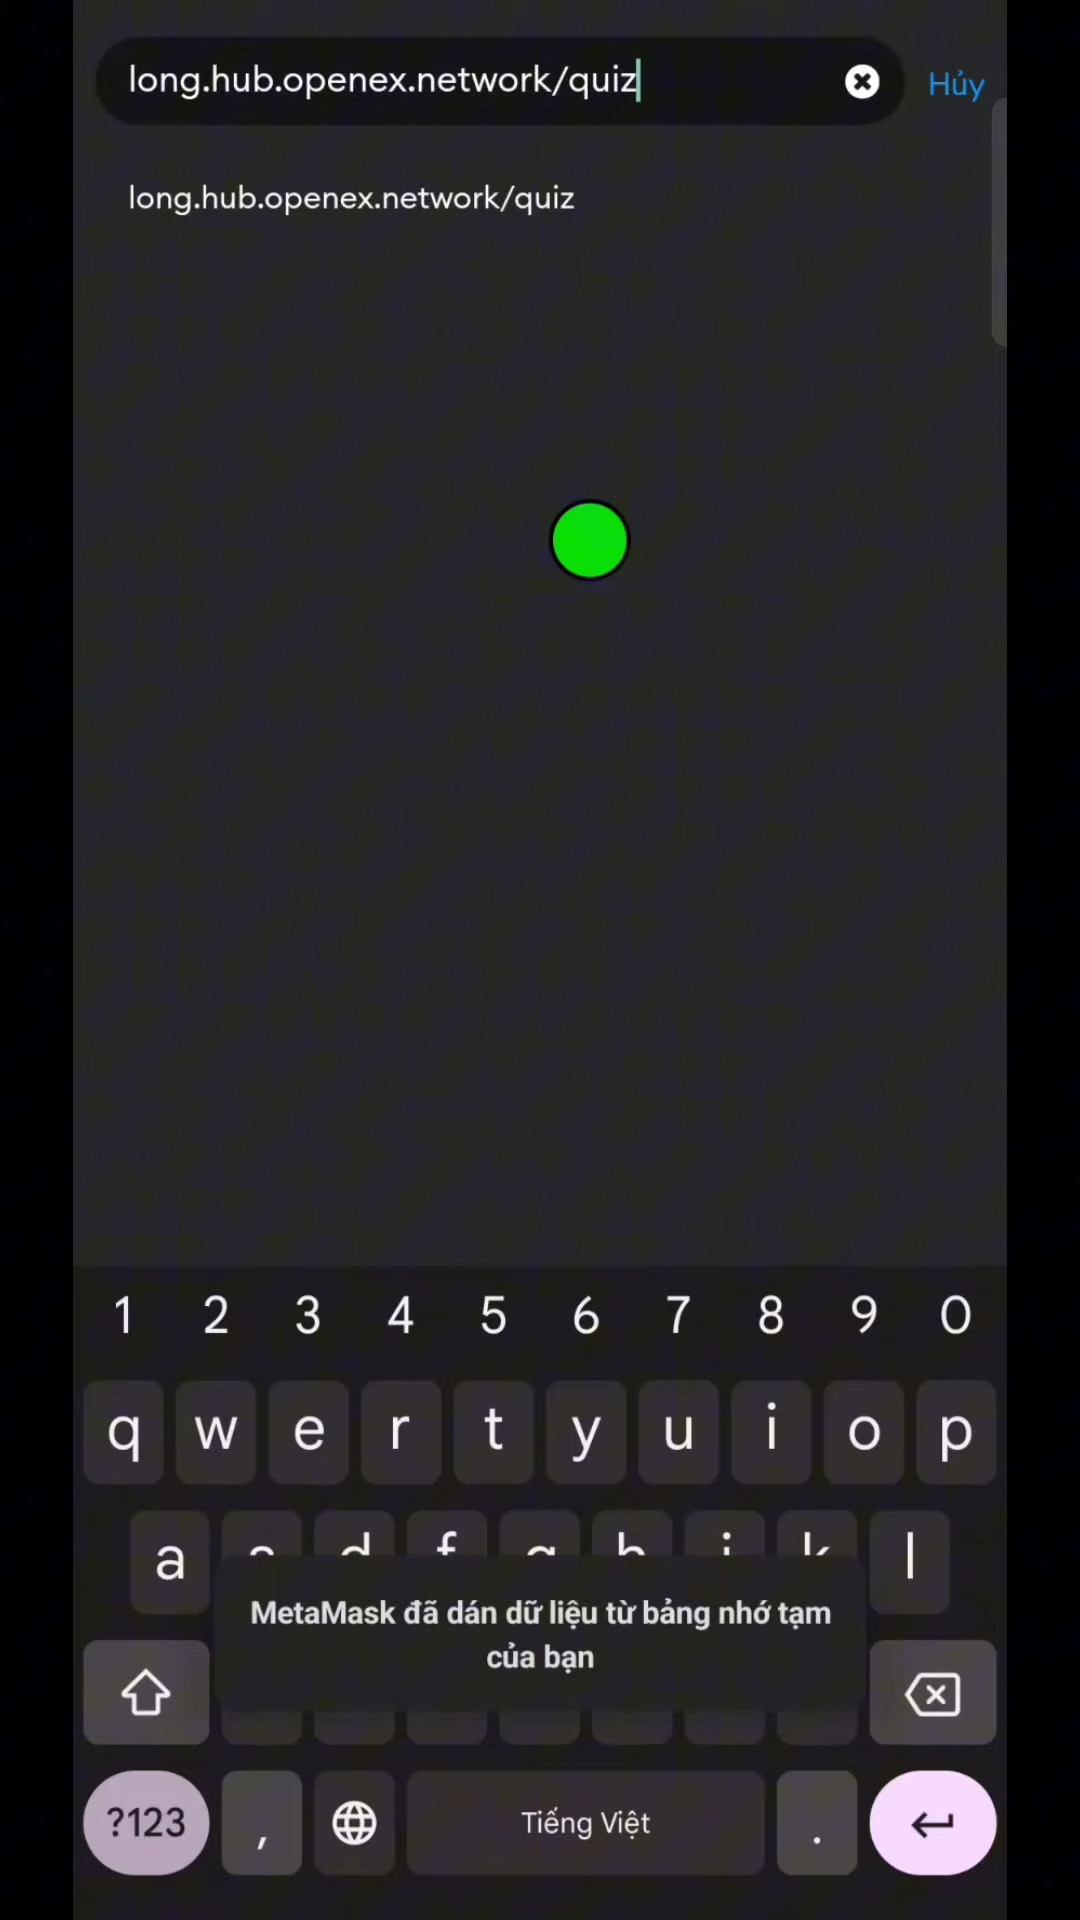 long.hub.openex.network/quiz
Hủy
long.hub.openex.network/quiz
1 2 3 4 5 6 7 8 9 0
q w e r t y u i o p
a s d f g h j k l
MetaMask đã dán dữ liệu từ bảng nhớ tạm
của bạn
?123 , Tiếng Việt .